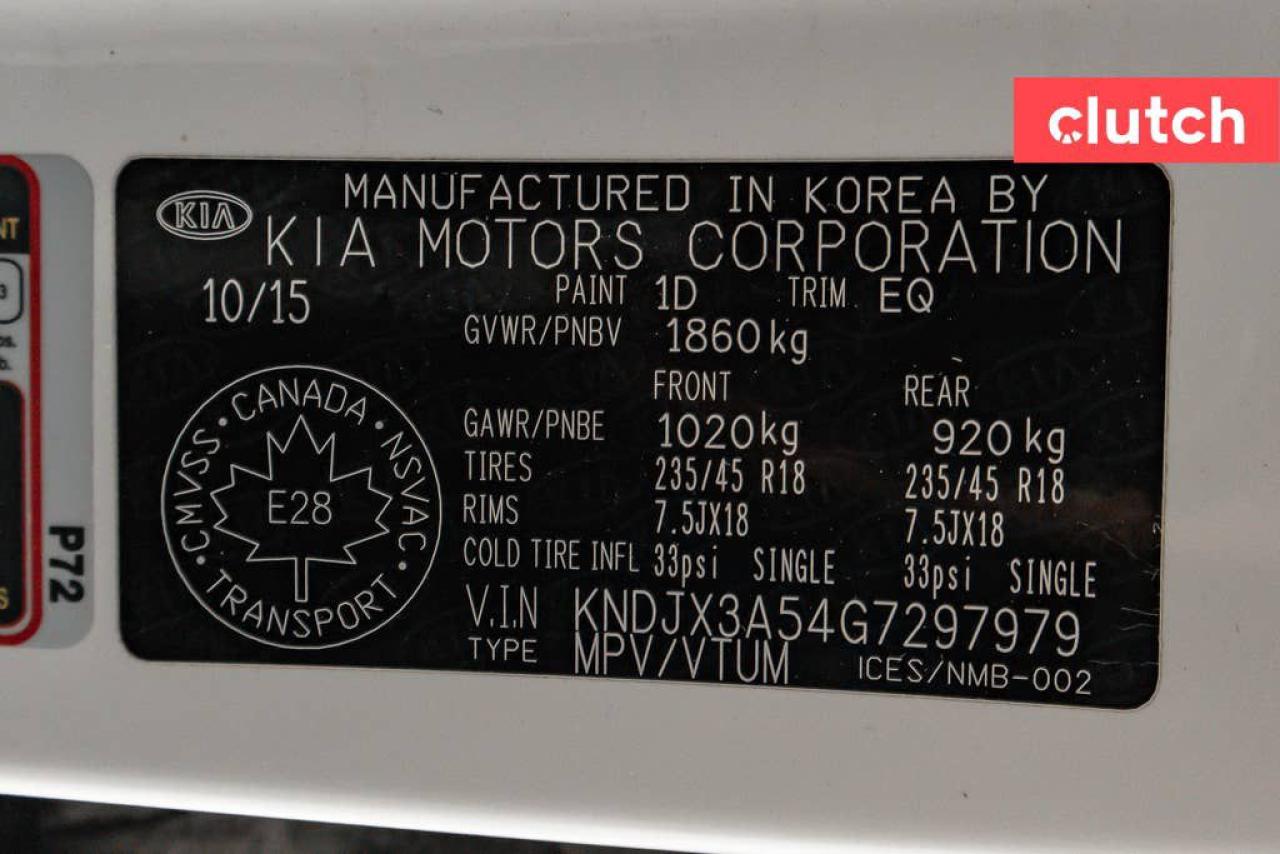 clutch
KIA
MANUFACTURED IN KOREA BY
KIA MOTORS CORPORATION
10/15
PAINT 1D TRIM EQ
GVWR/PNBV 1860kg
FRONT REAR
GAWR/PNBE 1020kg 920kg
TIRES 235/45 R18 235/45 R18
RIMS 7.5JX18 7.5JX18
COLD TIRE INFL 33psi SINGLE 33psi SINGLE
V.I.N KNDJX3A54G7297979
TYPE MPV/VTUM ICES/NMB-002
• CMVSS • CANADA • NSVAC •
TRANSPORT
E28
P72
NT
3